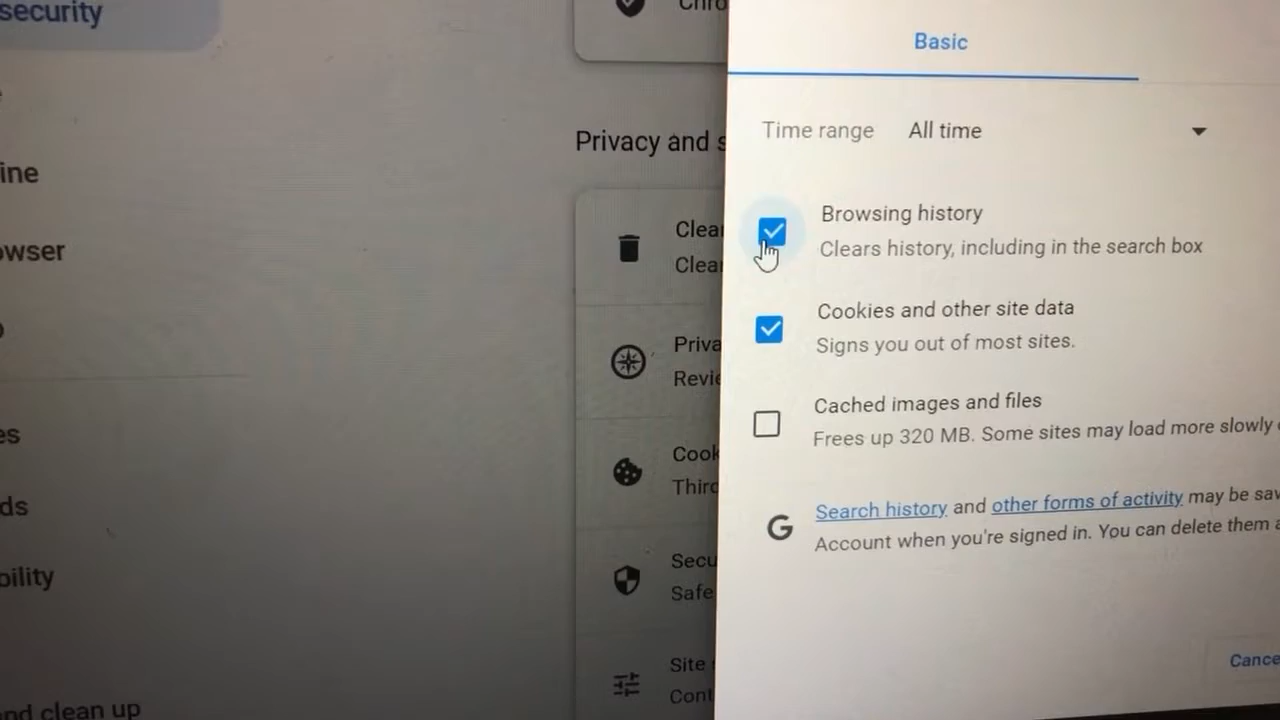 security
Chro
Basic
Time range All time
Privacy and s
ine
Browsing history
Clears history, including in the search box
Clear
Clear
owser
Cookies and other site data
Signs you out of most sites.
Priva
Revie
Cached images and files
Frees up 320 MB. Some sites may load more slowly
es
Cook
Third
Search history and other forms of activity may be sav
Account when you're signed in. You can delete them a
ds
Secu
Safe
bility
Site
Cont
Cance
nd clean up